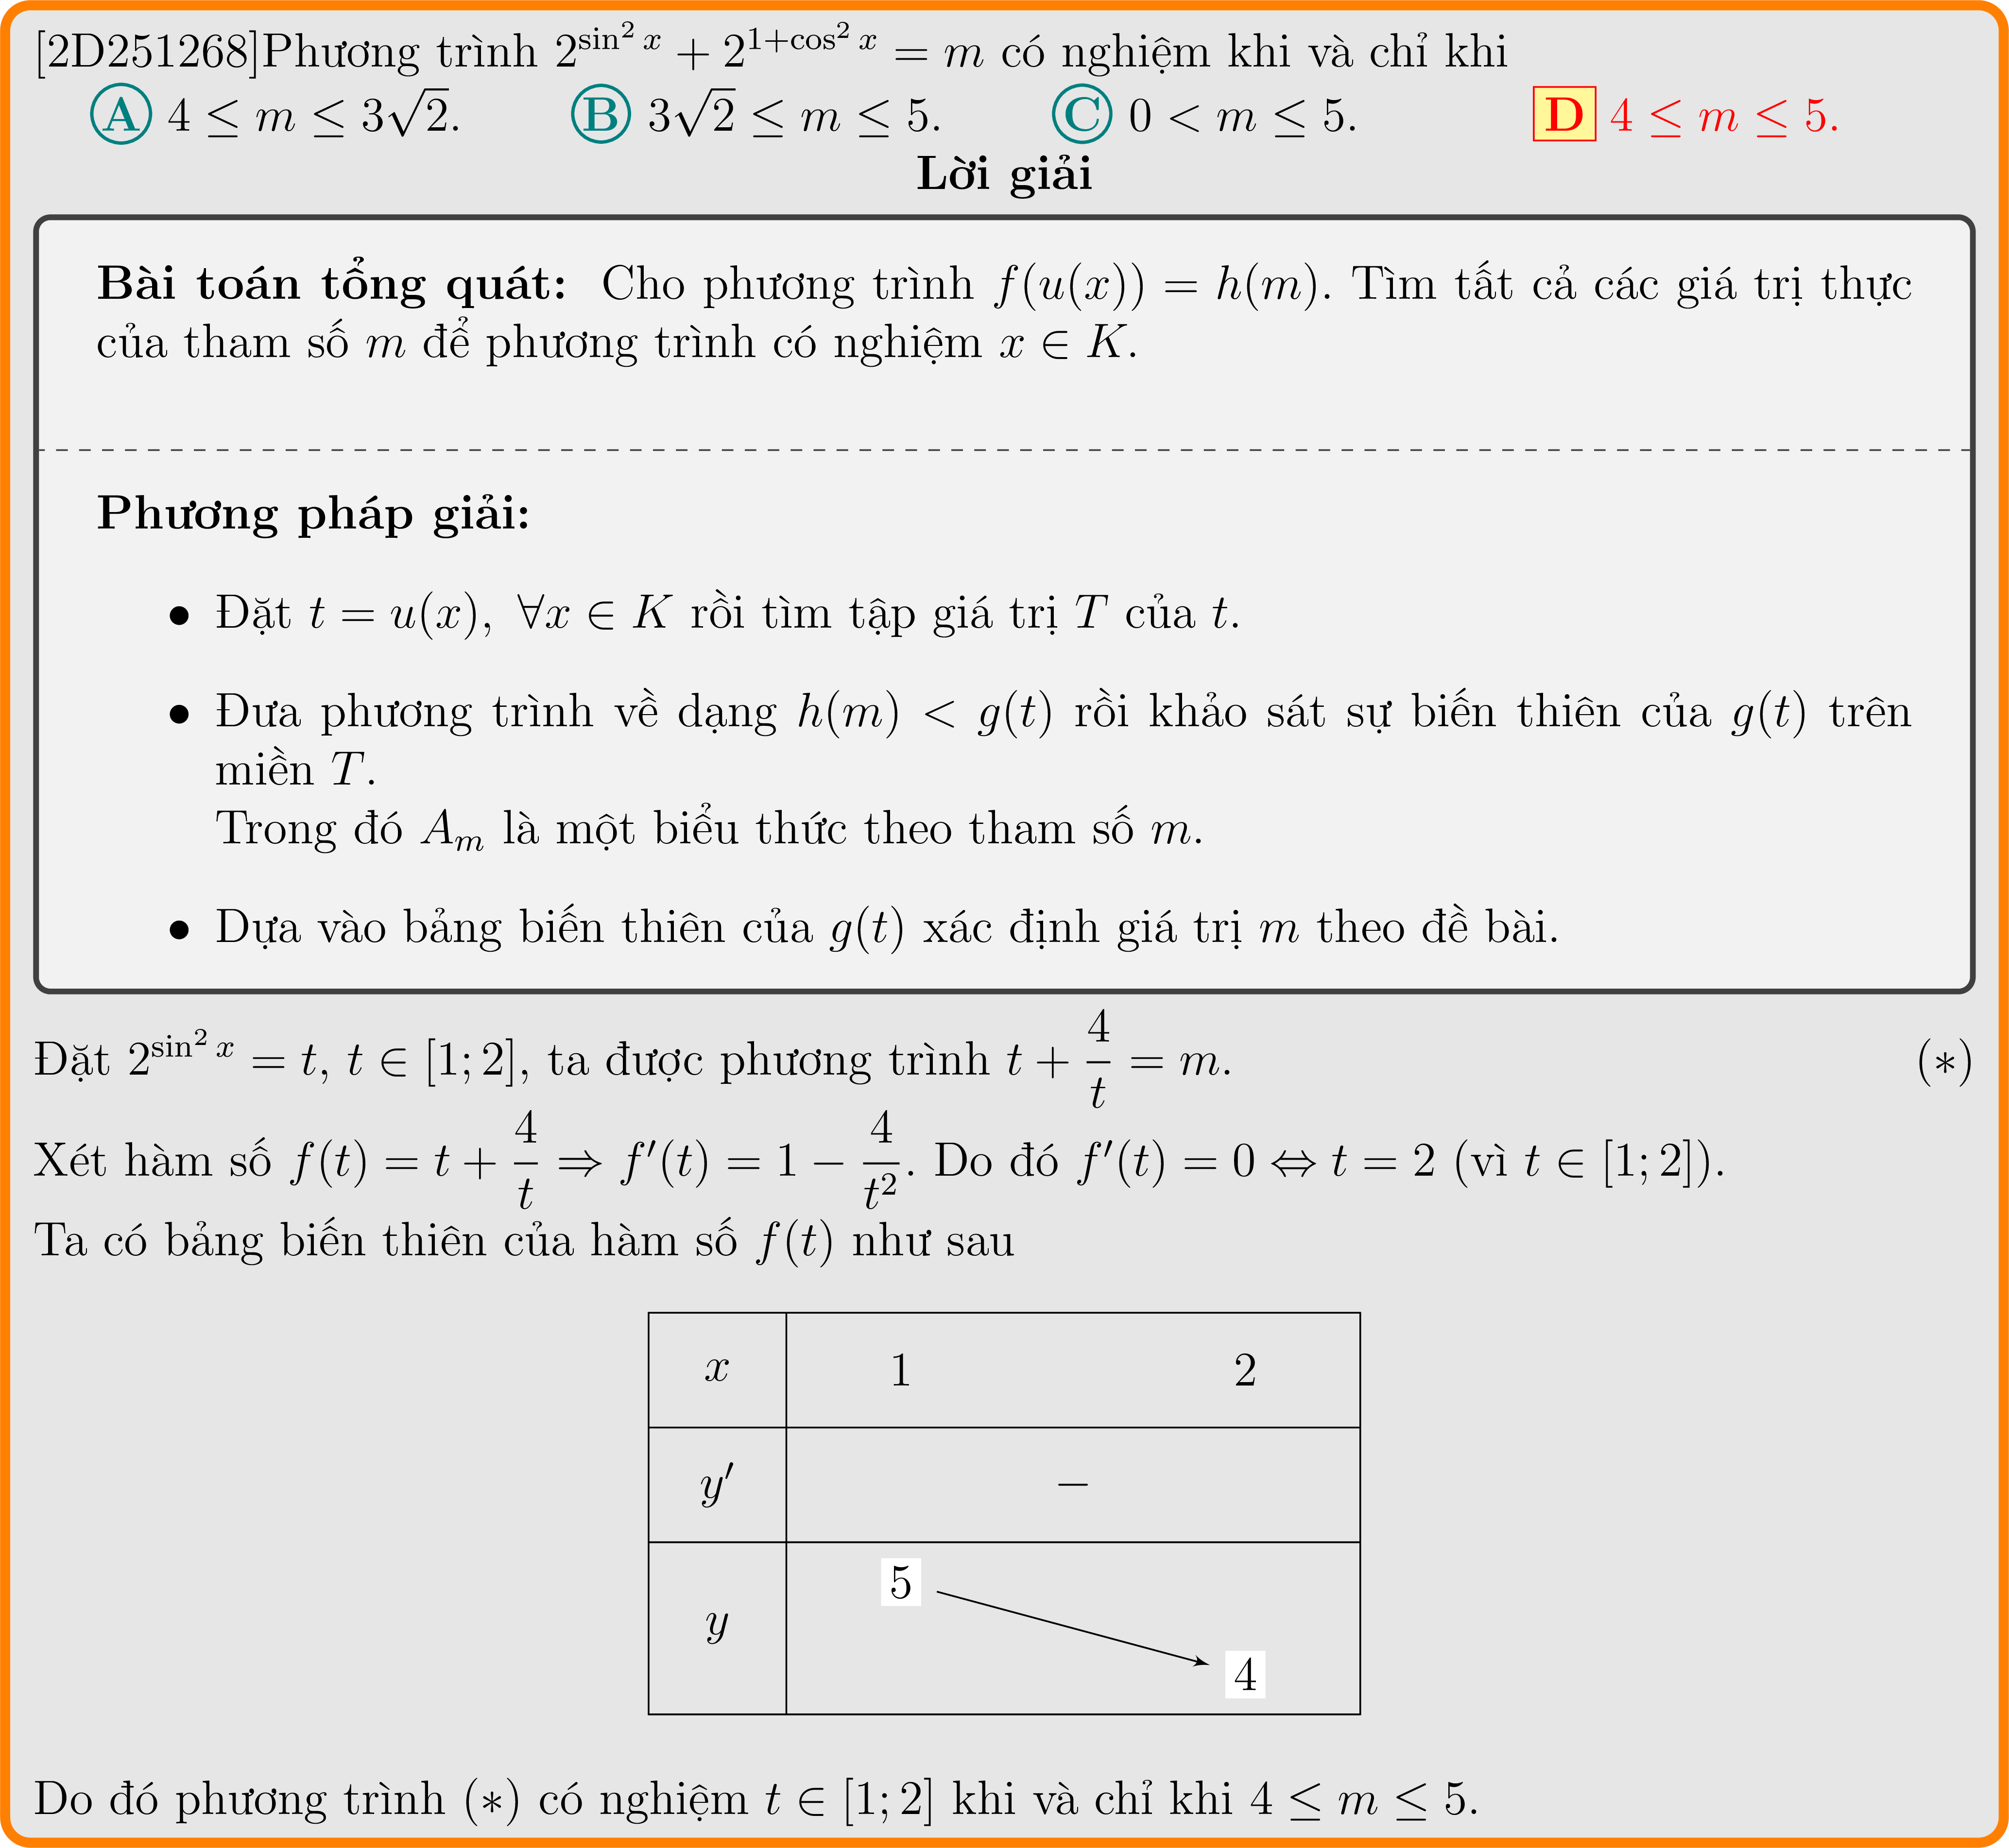 [2D251268]Phương trình $2^{\sin^2 x} + 2^{1+\cos^2 x} = m$ có nghiệm khi và chỉ khi
A $4 \leq m \leq 3\sqrt{2}$. B $3\sqrt{2} \leq m \leq 5$. C $0 < m \leq 5$. D $4 \leq m \leq 5$.
Lời giải
Bài toán tổng quát: Cho phương trình $f(u(x)) = h(m)$. Tìm tất cả các giá trị thực
của tham số $m$ để phương trình có nghiệm $x \in K$.
Phương pháp giải:
• Đặt $t = u(x), \forall x \in K$ rồi tìm tập giá trị $T$ của $t$.
• Đưa phương trình về dạng $h(m) < g(t)$ rồi khảo sát sự biến thiên của $g(t)$ trên
miền $T$.
Trong đó $A_m$ là một biểu thức theo tham số $m$.
• Dựa vào bảng biến thiên của $g(t)$ xác định giá trị $m$ theo đề bài.
Đặt $2^{\sin^2 x} = t$, $t \in [1; 2]$, ta được phương trình $t + \dfrac{4}{t} = m$. (∗)
Xét hàm số $f(t) = t + \dfrac{4}{t} \Rightarrow f'(t) = 1 - \dfrac{4}{t^2}$. Do đó $f'(t) = 0 \Leftrightarrow t = 2$ (vì $t \in [1; 2]$).
Ta có bảng biến thiên của hàm số $f(t)$ như sau
$x$ 1 2
$y'$ −
$y$ 5 4
Do đó phương trình (∗) có nghiệm $t \in [1; 2]$ khi và chỉ khi $4 \leq m \leq 5$.